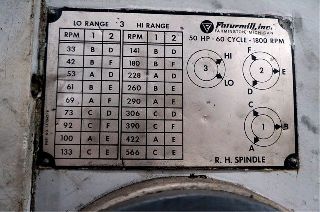 LO RANGE 3 HI RANGE
RPM 1 2 RPM 1 2
33 B D 141 B D
42 B F 180 B F
53 A D 228 A D
61 B E 260 B E
69 A F 290 A F
73 C D 306 C D
92 C F 390 C F
100 A E 422 A E
133 C E 566 C E
Futurmill, inc.
FARMINGTON, MICHIGAN
50 HP - 60 CYCLE - 1800 RPM
HI
3
LO
F
2
E
D
A
1
B
C
R. H. SPINDLE